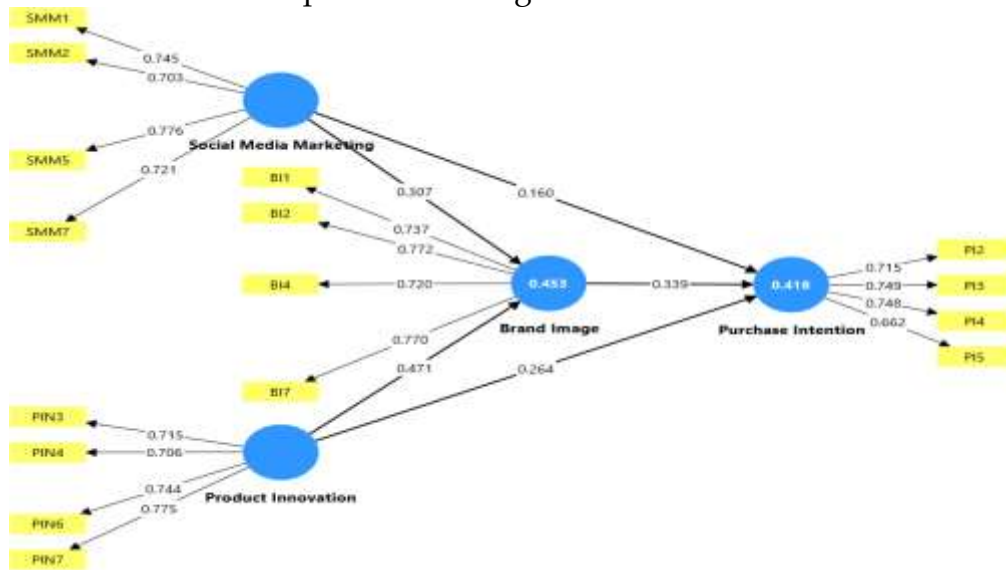 SMM1
SMM2
0.745
0.703
SMM5
0.776
0.721
SMM7
Social Media Marketing
BI1
BI2
0.737
0.772
BI4
0.720
0.770
BI7
0.307
0.160
0.453
Brand Image
0.339
0.471
0.264
0.418
Purchase Intention
PI2
0.715
PI3
0.749
0.748
PI4
0.662
PI5
PIN3
0.715
PIN4
0.706
0.744
0.775
PIN6
PIN7
Product Innovation